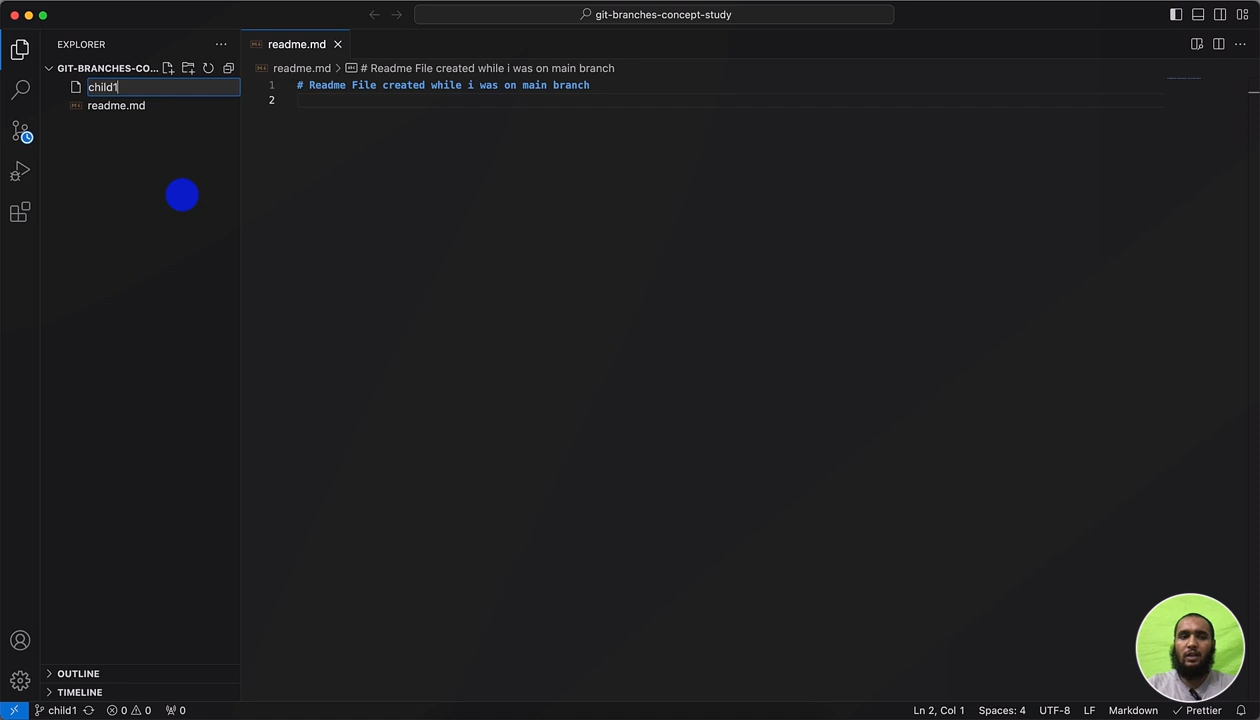 git-branches-concept-study
EXPLORER
readme.md
GIT-BRANCHES-CO...
readme.md > # Readme File created while i was on main branch
child1
1 # Readme File created while i was on main branch
2
readme.md
OUTLINE
TIMELINE
child1 0 0 0 Ln 2, Col 1 Spaces: 4 UTF-8 LF Markdown Prettier